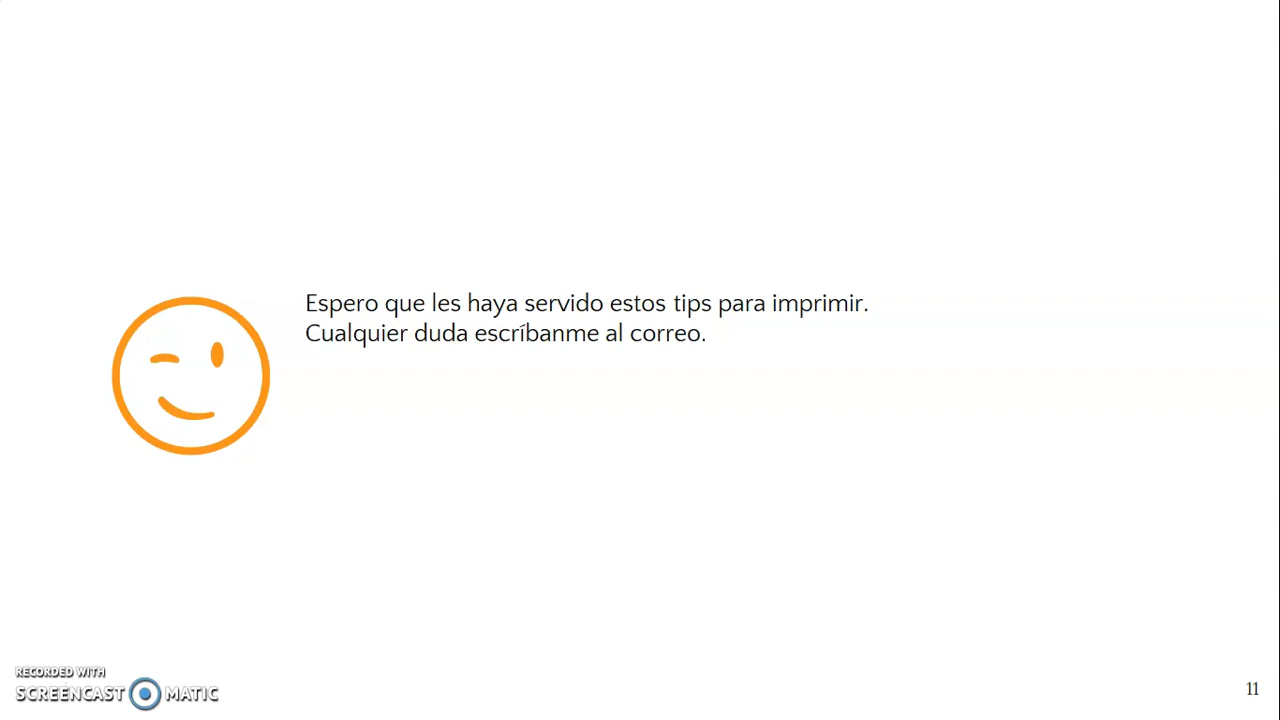 Espero que les haya servido estos tips para imprimir.
Cualquier duda escríbanme al correo.
RECORDED WITH
SCREENCAST MATIC
11